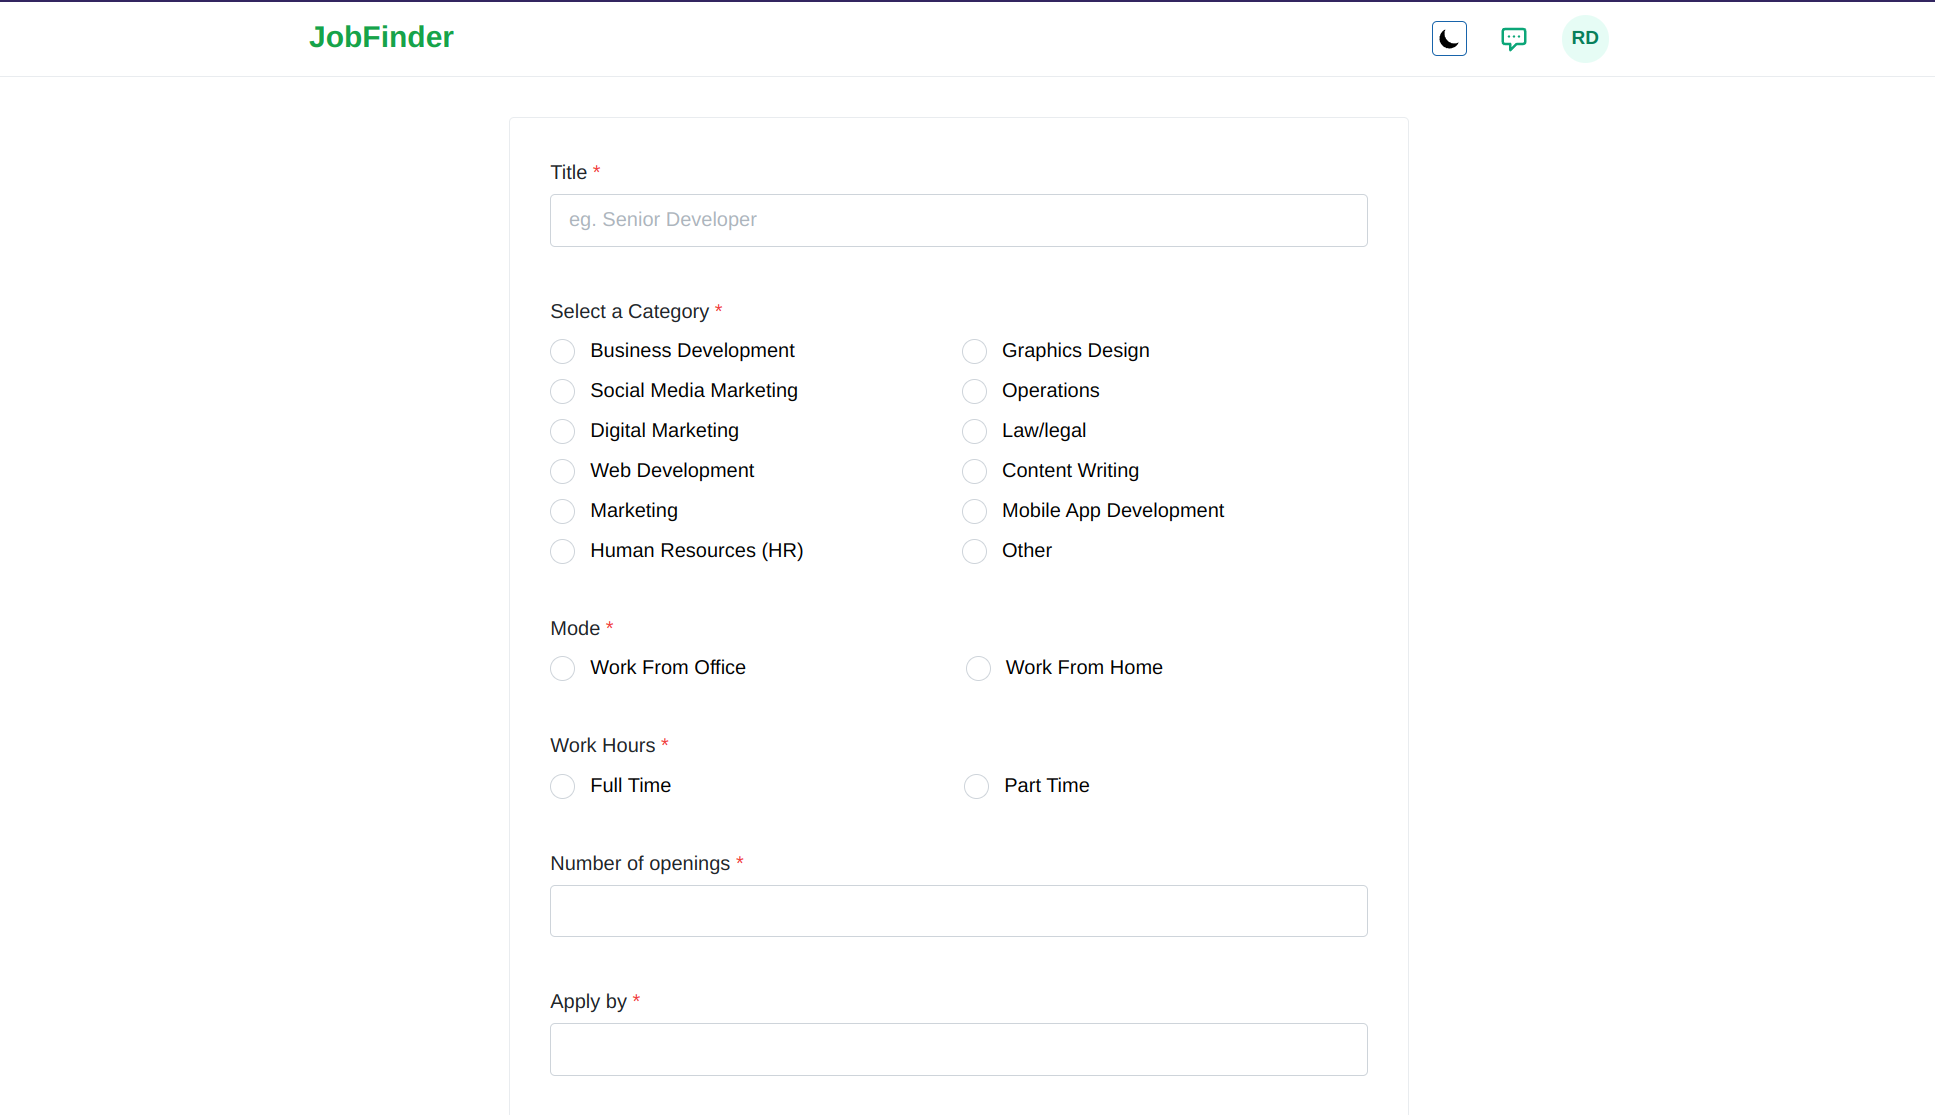 JobFinder
RD
Title *
eg. Senior Developer
Select a Category *
Business Development
Graphics Design
Social Media Marketing
Operations
Digital Marketing
Law/legal
Web Development
Content Writing
Marketing
Mobile App Development
Human Resources (HR)
Other
Mode *
Work From Office
Work From Home
Work Hours *
Full Time
Part Time
Number of openings *
Apply by *